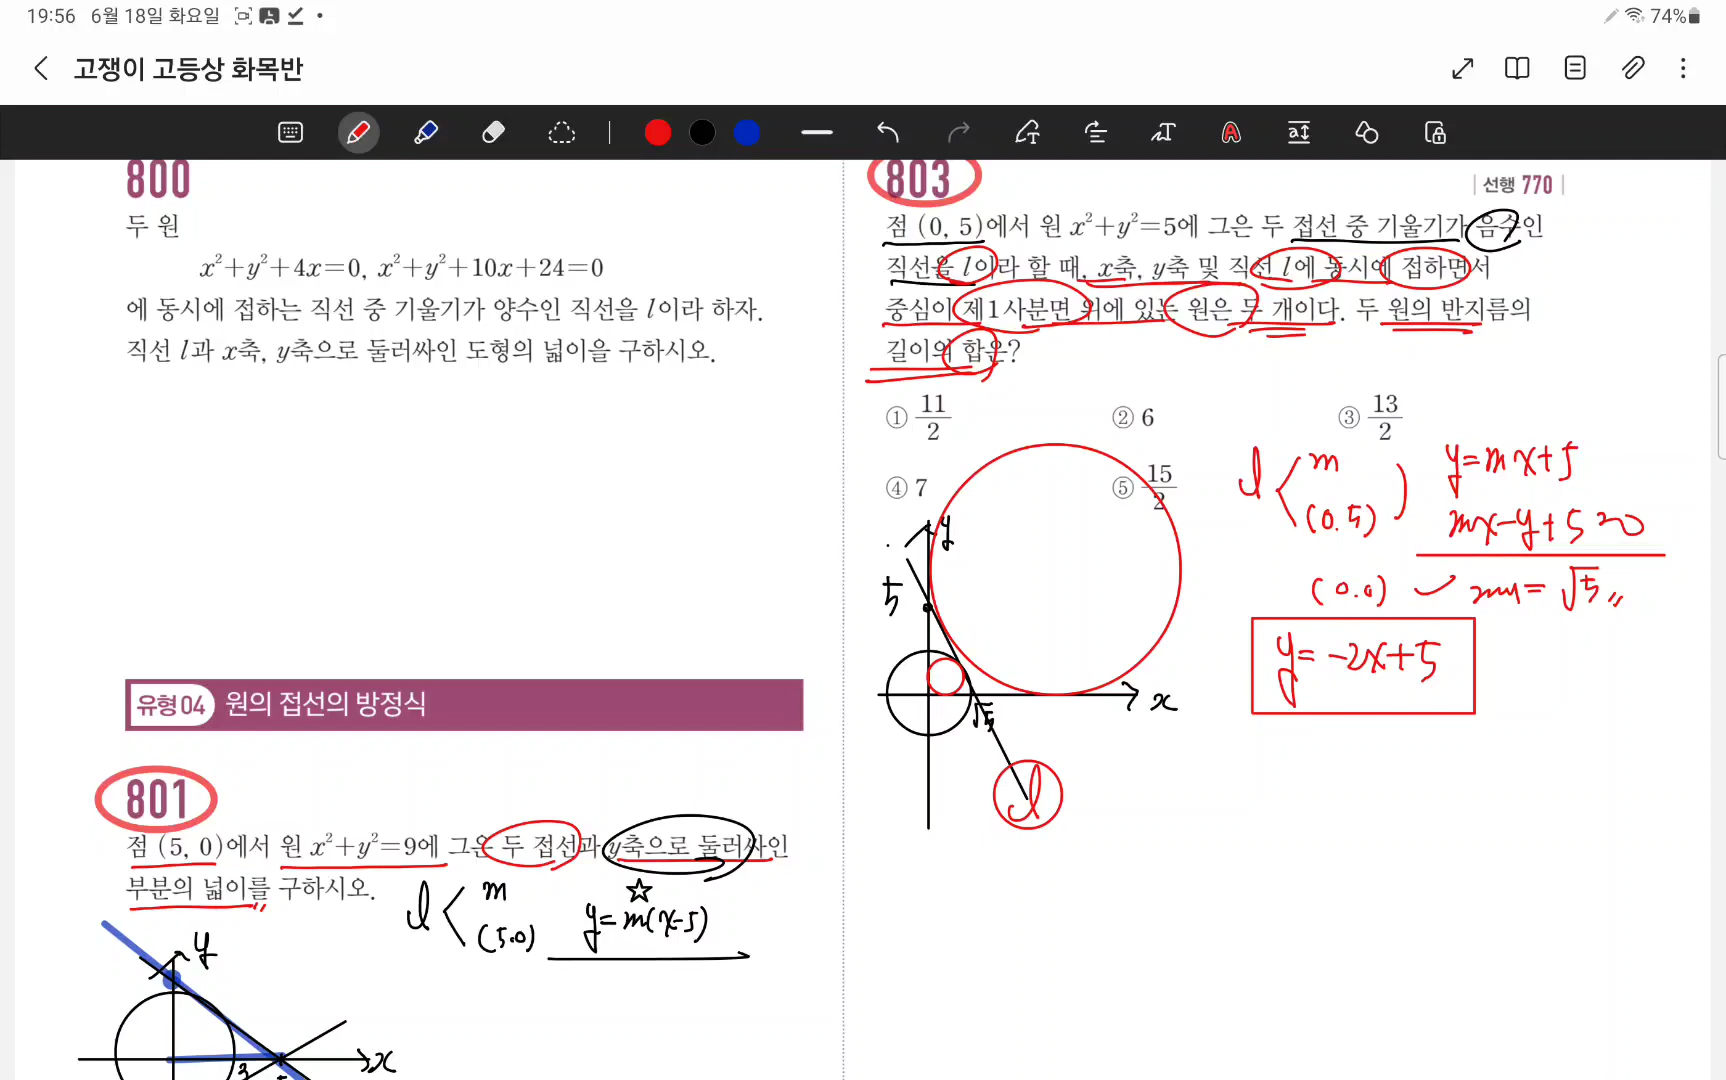 19:56 6월 18일 화요일
74%
고쟁이 고등상 화목반
800
두 원
x²+y²+4x=0, x²+y²+10x+24=0
에 동시에 접하는 직선 중 기울기가 양수인 직선을 l이라 하자.
직선 l과 x축, y축으로 둘러싸인 도형의 넓이를 구하시오.
유형 04 원의 접선의 방정식
801
점 (5, 0)에서 원 x²+y²=9에 그은 두 접선과 y축으로 둘러싸인
부분의 넓이를 구하시오.
l < m
(5.0)
☆
y=m(x-5)
y
x
3
803
선행 770
점 (0, 5)에서 원 x²+y²=5에 그은 두 접선 중 기울기가 음수인
직선을 l이라 할 때, x축, y축 및 직선 l에 동시에 접하면서
중심이 제1사분면 위에 있는 원은 두 개이다. 두 원의 반지름의
길이의 합은?
① 11/2 ② 6 ③ 13/2
④ 7 ⑤ 15/2
l < m
(0.5)
y=mx+5
mx-y+5=0
(0.0)
=√5
y=-2x+5
y
5
x
√5
l